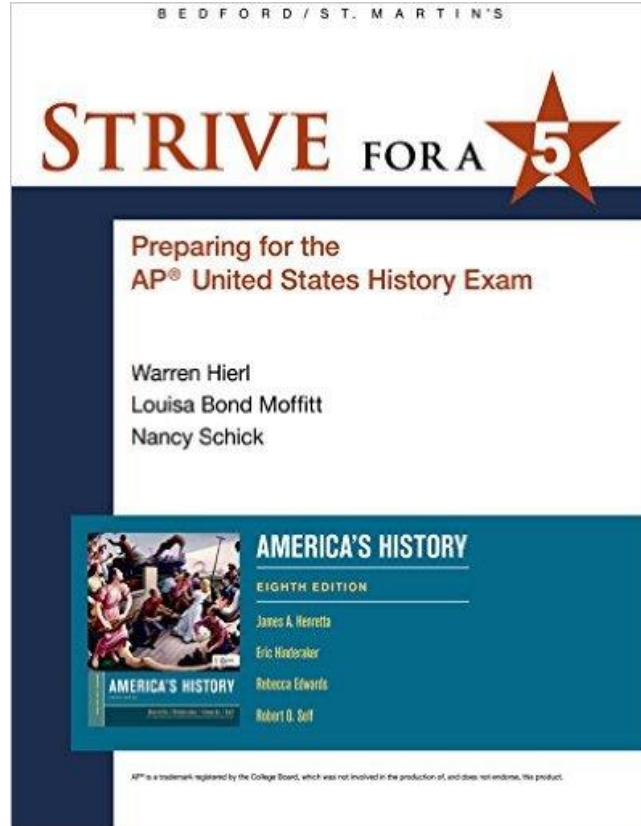 BEDFORD/ST. MARTIN'S
STRIVE FOR A 5
Preparing for the
AP® United States History Exam
Warren Hierl
Louisa Bond Moffitt
Nancy Schick
AMERICA'S HISTORY
EIGHTH EDITION
James A. Henretta
Eric Hinderaker
Rebecca Edwards
Robert O. Self
AMERICA'S HISTORY
AP® is a trademark registered by the College Board, which was not involved in the production of, and does not endorse, this product.